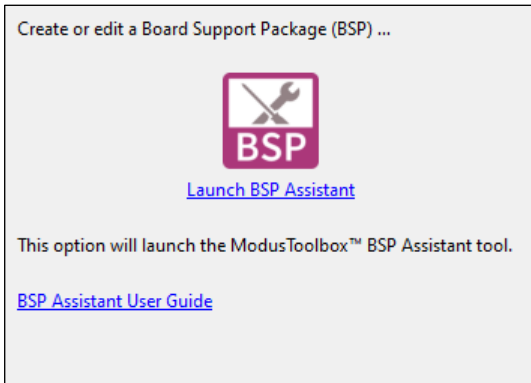 Create or edit a Board Support Package (BSP) ...
BSP
Launch BSP Assistant
This option will launch the ModusToolbox™ BSP Assistant tool.
BSP Assistant User Guide